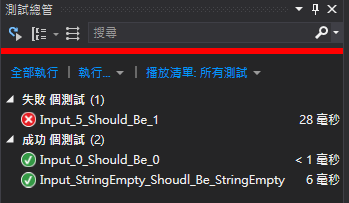 測試總管
搜尋
全部執行 | 執行... | 播放清單: 所有測試
失敗 個測試 (1)
Input_5_Should_Be_1 28 毫秒
成功 個測試 (2)
Input_0_Should_Be_0 < 1 毫秒
Input_StringEmpty_Shoudl_Be_StringEmpty 6 毫秒